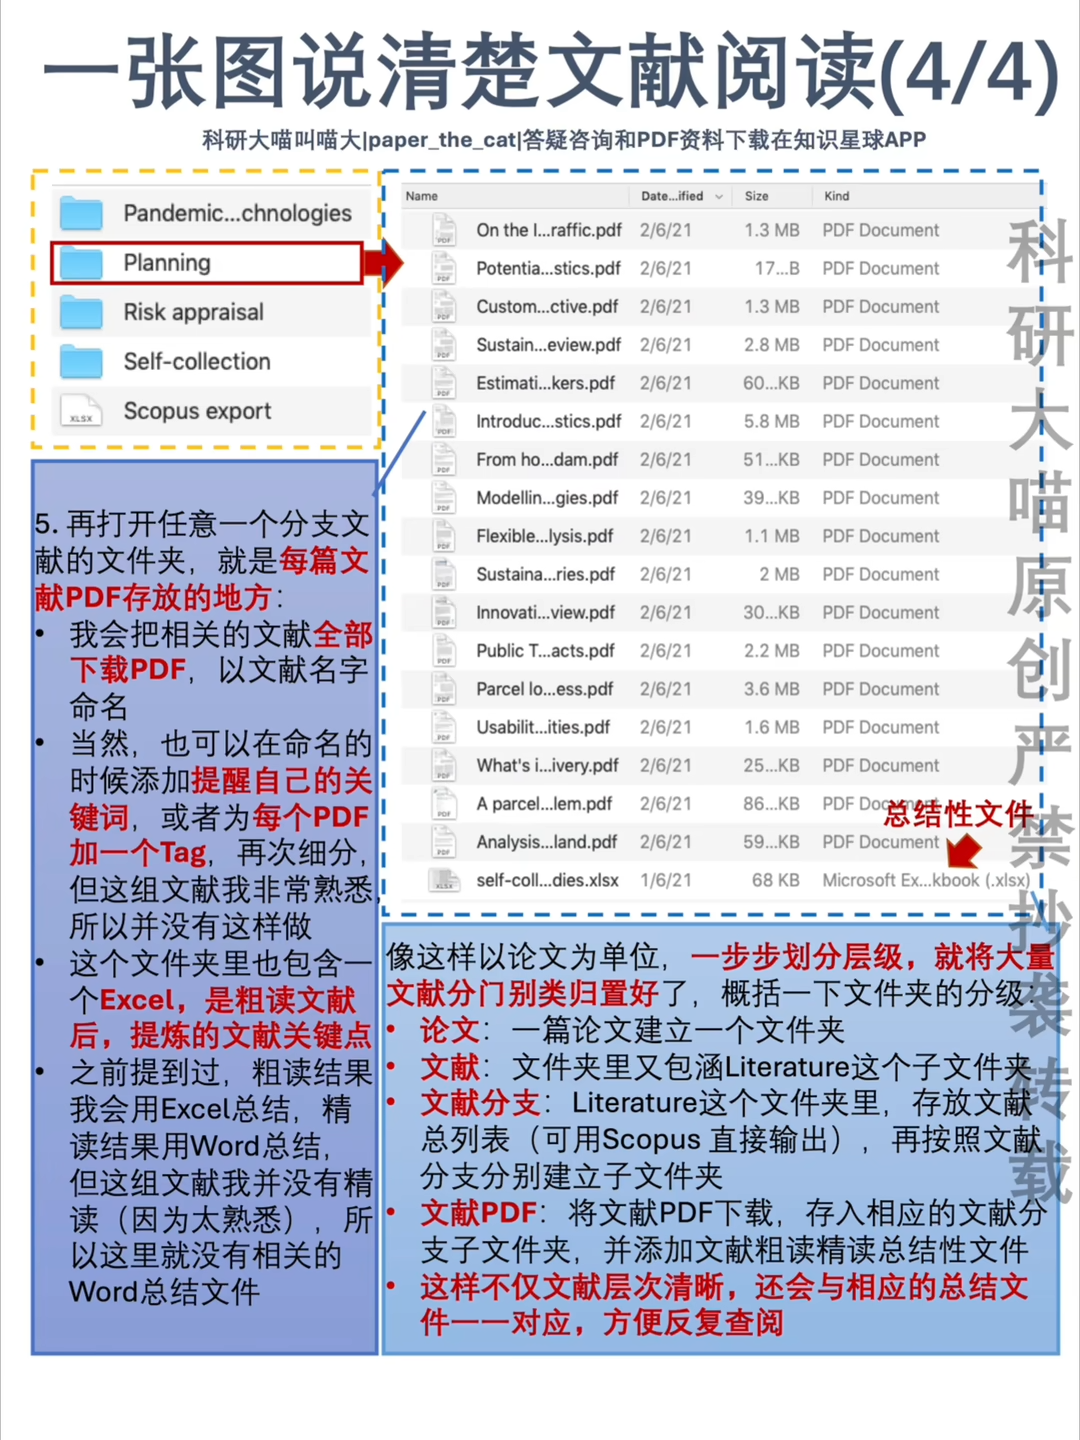 一张图说清楚文献阅读(4/4)
科研大喵叫喵大|paper_the_cat|答疑咨询和PDF资料下载在知识星球APP
Pandemic...chnologies
Planning
Risk appraisal
Self-collection
XLSX Scopus export
Name Date...ified Size Kind
PDF On the l...raffic.pdf 2/6/21 1.3 MB PDF Document
PDF Potentia...stics.pdf 2/6/21 17...B PDF Document
PDF Custom...ctive.pdf 2/6/21 1.3 MB PDF Document
PDF Sustain...eview.pdf 2/6/21 2.8 MB PDF Document
PDF Estimati...kers.pdf 2/6/21 60...KB PDF Document
PDF Introduc...stics.pdf 2/6/21 5.8 MB PDF Document
PDF From ho...dam.pdf 2/6/21 51...KB PDF Document
PDF Modellin...gies.pdf 2/6/21 39...KB PDF Document
PDF Flexible...lysis.pdf 2/6/21 1.1 MB PDF Document
PDF Sustaina...ries.pdf 2/6/21 2 MB PDF Document
PDF Innovati...view.pdf 2/6/21 30...KB PDF Document
PDF Public T...acts.pdf 2/6/21 2.2 MB PDF Document
PDF Parcel lo...ess.pdf 2/6/21 3.6 MB PDF Document
PDF Usabilit...ities.pdf 2/6/21 1.6 MB PDF Document
PDF What's i...ivery.pdf 2/6/21 25...KB PDF Document
PDF A parcel...lem.pdf 2/6/21 86...KB PDF Document
总结性文件
PDF Analysis...land.pdf 2/6/21 59...KB PDF Document
XLSX self-coll...dies.xlsx 1/6/21 68 KB Microsoft Ex...kbook (.xlsx)
5. 再打开任意一个分支文
献的文件夹，就是每篇文
献PDF存放的地方：
• 我会把相关的文献全部
下载PDF，以文献名字
命名
• 当然，也可以在命名的
时候添加提醒自己的关
键词，或者为每个PDF
加一个Tag，再次细分，
但这组文献我非常熟悉，
所以并没有这样做
• 这个文件夹里也包含一
个Excel，是粗读文献
后，提炼的文献关键点
• 之前提到过，粗读结果
我会用Excel总结，精
读结果用Word总结，
但这组文献我并没有精
读（因为太熟悉），所
以这里就没有相关的
Word总结文件
像这样以论文为单位，一步步划分层级，就将大量
文献分门别类归置好了，概括一下文件夹的分级：
• 论文：一篇论文建立一个文件夹
• 文献：文件夹里又包涵Literature这个子文件夹
• 文献分支：Literature这个文件夹里，存放文献
总列表（可用Scopus 直接输出），再按照文献
分支分别建立子文件夹
• 文献PDF：将文献PDF下载，存入相应的文献分
支子文件夹，并添加文献粗读精读总结性文件
• 这样不仅文献层次清晰，还会与相应的总结文
件一一对应，方便反复查阅
科研大喵原创严禁抄袭转载